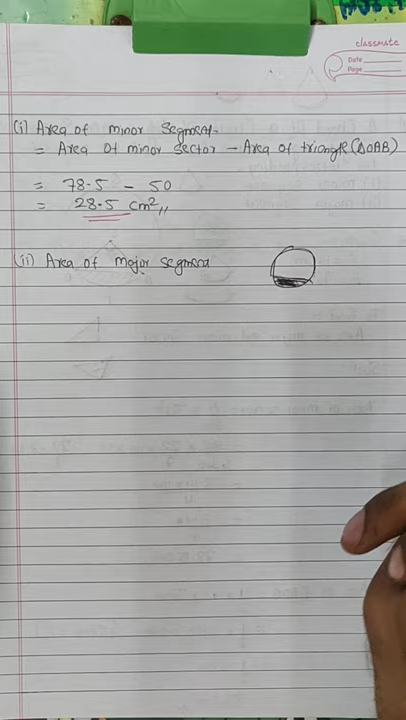 classmate
Date
Page
(i) Area of minor Segment
= Area of minor sector - Area of triangle (ΔOAB)
= 78.5 - 50
= 28.5 cm²,,
(ii) Area of major segment